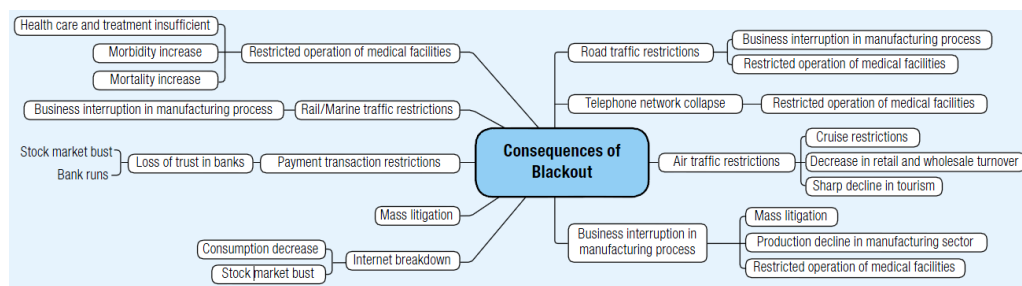 Health care and treatment insufficient
Morbidity increase
Mortality increase
Restricted operation of medical facilities
Business interruption in manufacturing process
Rail/Marine traffic restrictions
Stock market bust
Bank runs
Loss of trust in banks
Payment transaction restrictions
Mass litigation
Consumption decrease
Stock market bust
Internet breakdown
Consequences of
Blackout
Road traffic restrictions
Business interruption in manufacturing process
Restricted operation of medical facilities
Telephone network collapse
Restricted operation of medical facilities
Air traffic restrictions
Cruise restrictions
Decrease in retail and wholesale turnover
Sharp decline in tourism
Business interruption in
manufacturing process
Mass litigation
Production decline in manufacturing sector
Restricted operation of medical facilities